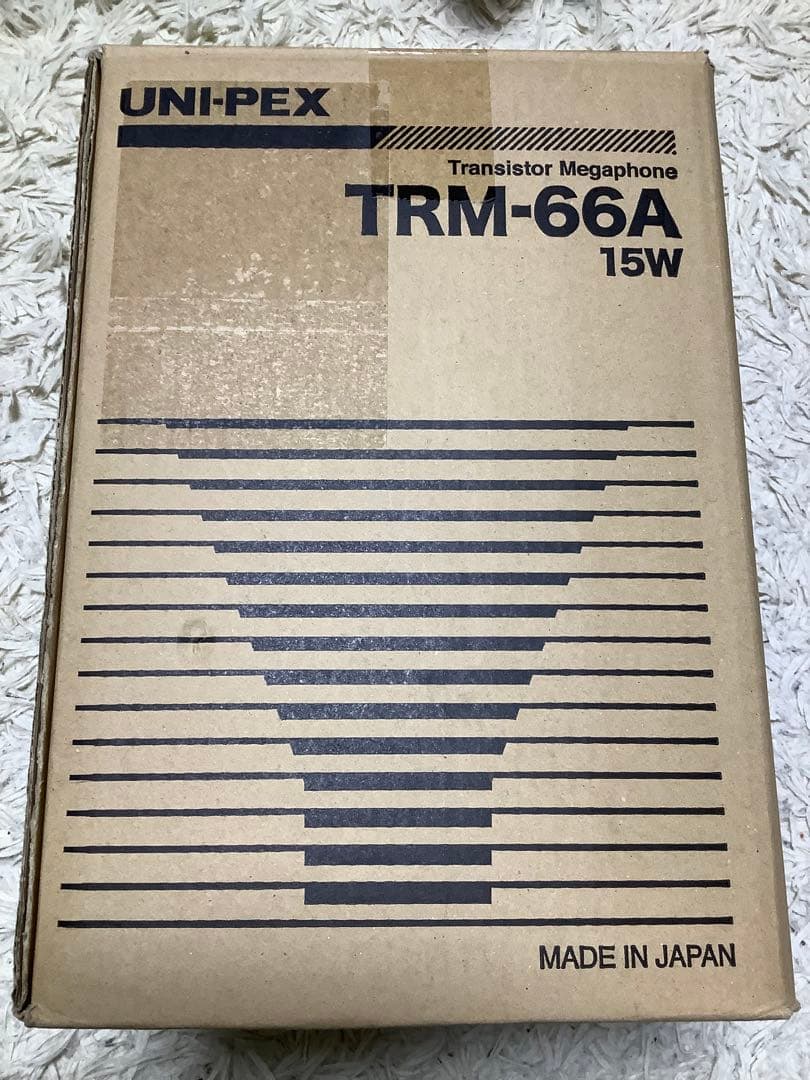 UNI-PEX
Transistor Megaphone
TRM-66A
15W
MADE IN JAPAN